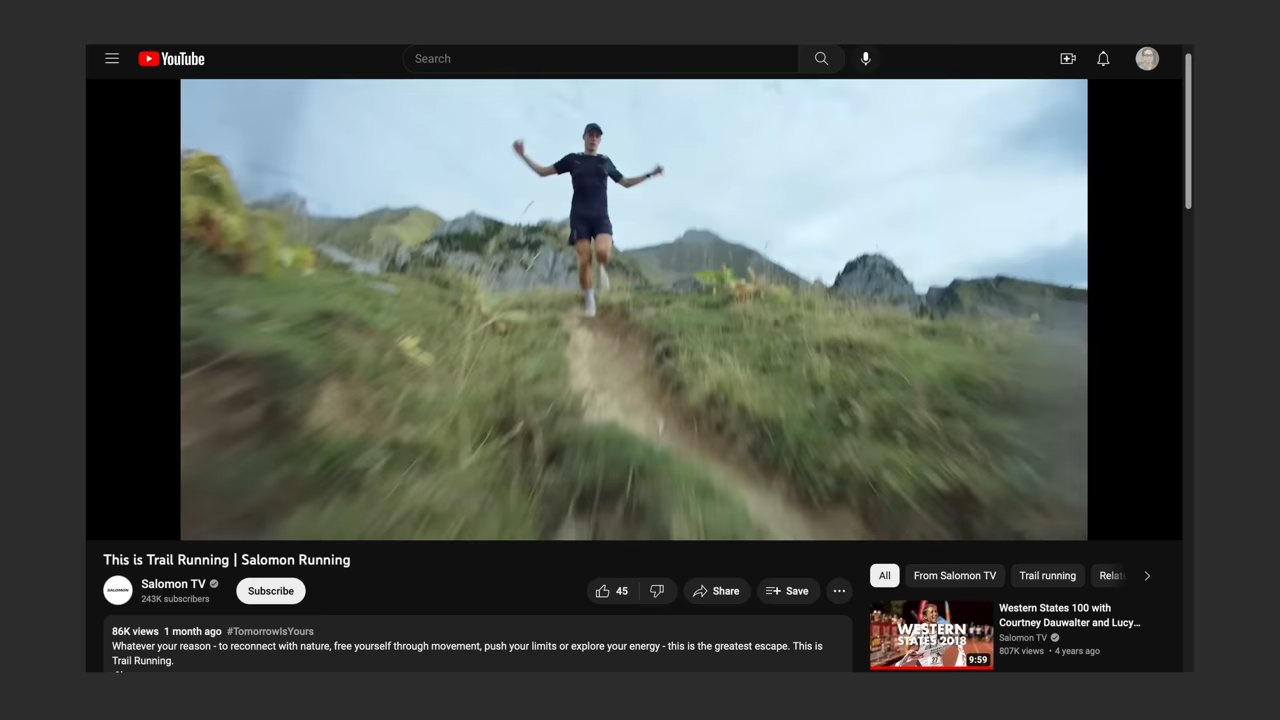 YouTube
Search
This is Trail Running | Salomon Running
SALOMON
Salomon TV
243K subscribers
Subscribe
45
Share
Save
All
From Salomon TV
Trail running
Relat
86K views 1 month ago #TomorrowIsYours
Whatever your reason - to reconnect with nature, free yourself through movement, push your limits or explore your energy - this is the greatest escape. This is
Trail Running.
WESTERN
STATES 2018
9:59
Western States 100 with
Courtney Dauwalter and Lucy...
Salomon TV
807K views • 4 years ago